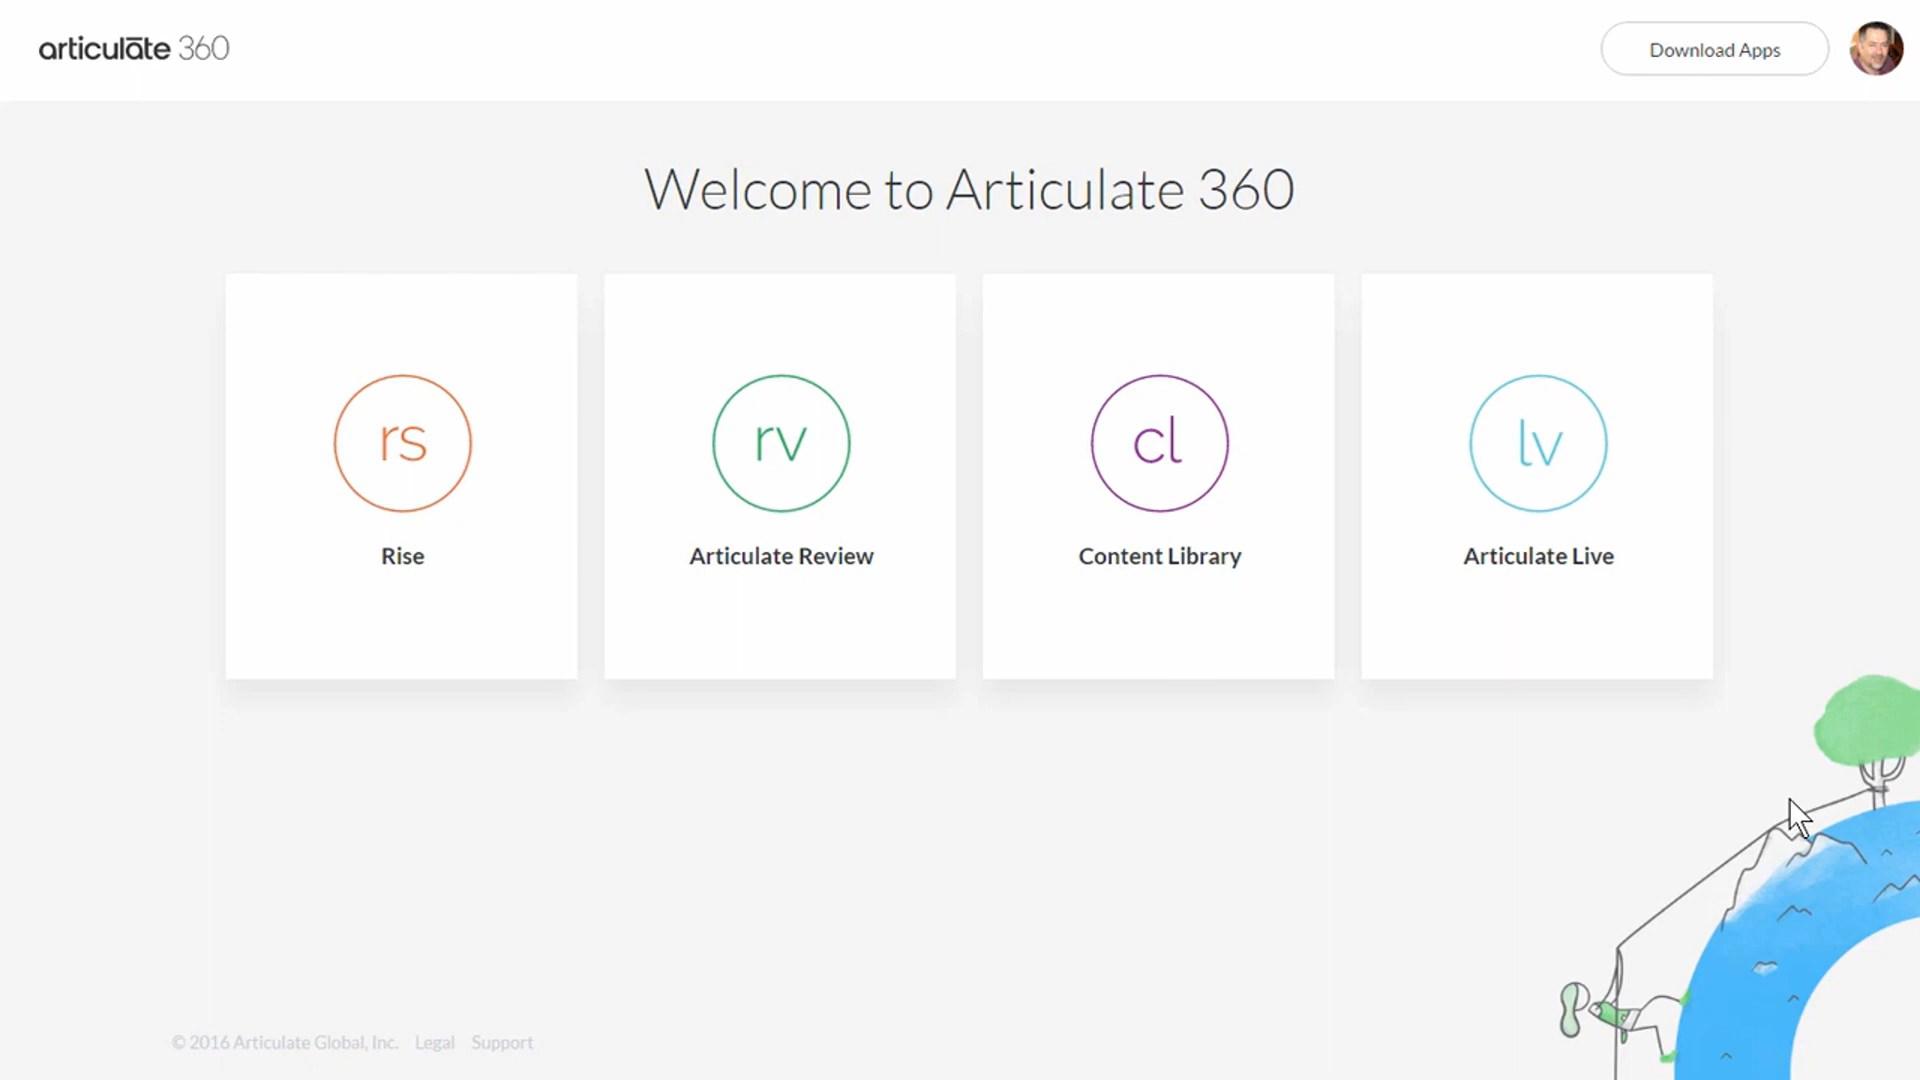 articulāte 360
Download Apps
Welcome to Articulate 360
rs
rv
cl
lv
Rise
Articulate Review
Content Library
Articulate Live
© 2016 Articulate Global, Inc. Legal Support